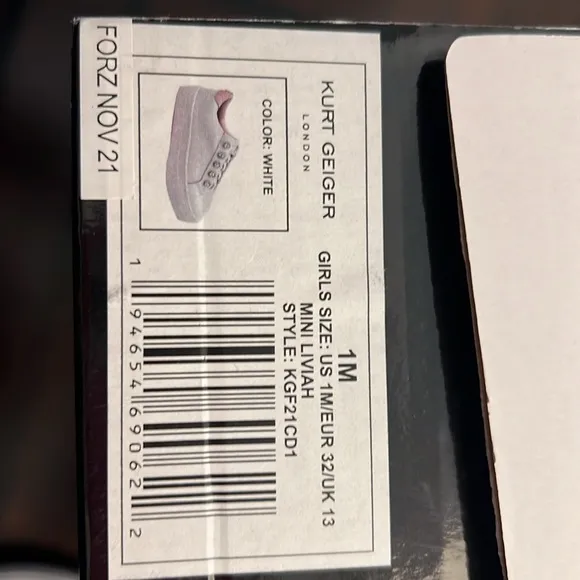 FORZ NOV 21
KURT GEIGER
LONDON
COLOR: WHITE
1M
GIRLS SIZE: US 1M/EUR 32/UK 13
MINI LIVIAH
STYLE: KGF21CD1
1 94654 69062 2